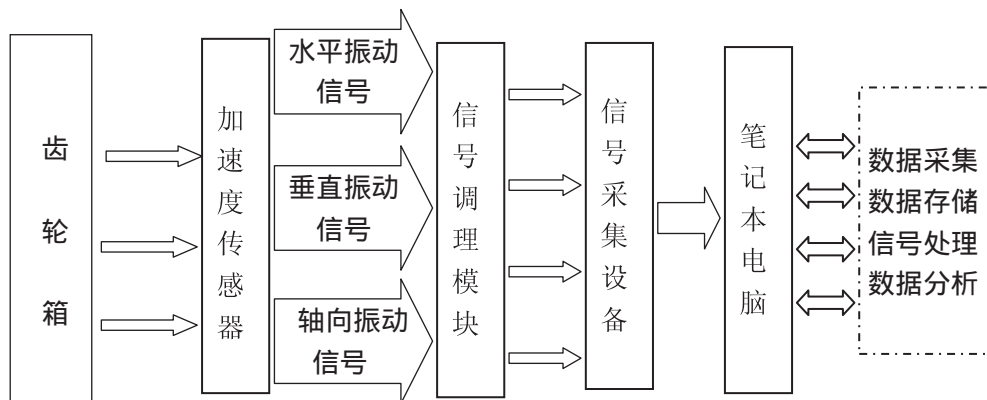 齿轮箱
加速度传感器
水平振动
信号
垂直振动
信号
轴向振动
信号
信号调理模块
信号采集设备
笔记本电脑
数据采集
数据存储
信号处理
数据分析